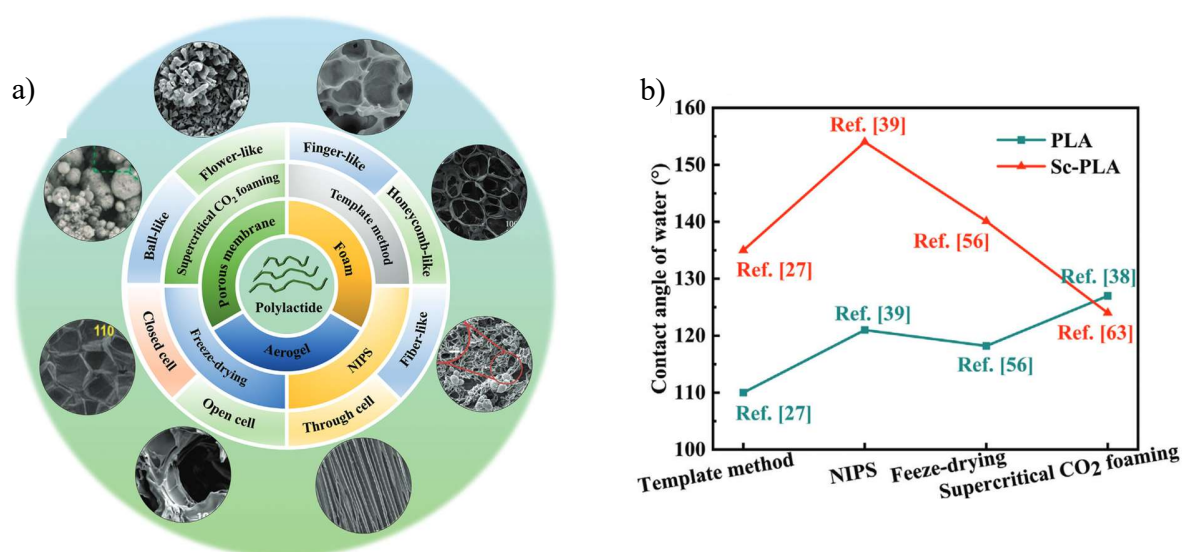 a)
Flower-like
Finger-like
Honeycomb-like
Fiber-like
Through cell
Open cell
Closed cell
Ball-like
Supercritical CO₂ foaming
Template method
NIPS
Freeze-drying
Porous membrane
Foam
Aerogel
Polylactide
110
b)
160
150
140
130
120
110
100
Contact angle of water (°)
PLA
Sc-PLA
Ref. [39]
Ref. [27]
Ref. [56]
Ref. [38]
Ref. [39]
Ref. [63]
Ref. [56]
Ref. [27]
Template method
NIPS
Feeze-drying
Supercritical CO₂ foaming